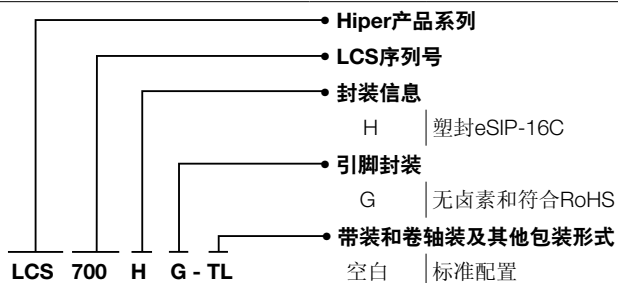 Hiper产品系列
LCS序列号
封装信息
H 塑封eSIP-16C
引脚封装
G 无卤素和符合RoHS
带装和卷轴装及其他包装形式
LCS 700 H G - TL 空白 标准配置